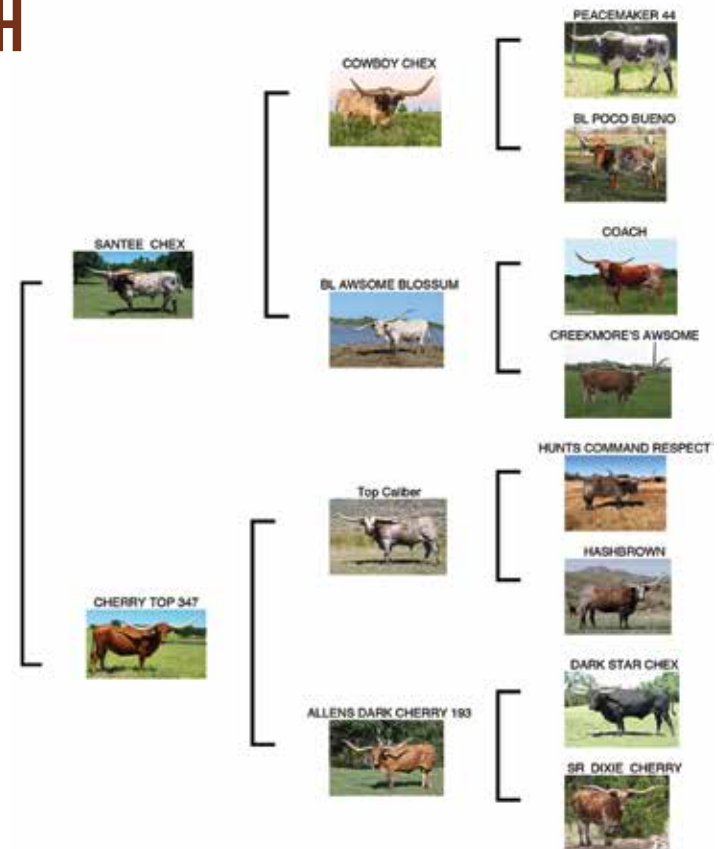 H
PEACEMAKER 44
COWBOY CHEX
BL POCO BUENO
SANTEE CHEX
COACH
BL AWSOME BLOSSUM
CREEKMORE'S AWSOME
HUNTS COMMAND RESPECT
Top Caliber
HASHBROWN
CHERRY TOP 347
DARK STAR CHEX
ALLENS DARK CHERRY 193
SR DIXIE CHERRY